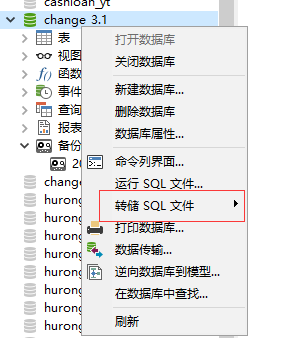 cashloan_yt
change 3.1
表
打开数据库
视图
关闭数据库
f()
函数
新建数据库...
事件
删除数据库
查询
数据库属性...
报表
备份
命令列界面...
20
运行 SQL 文件...
change
转储 SQL 文件
hurong
打印数据库...
hurong
数据传输...
hurong
逆向数据库到模型...
hurong
在数据库中查找...
hurong
刷新
hurong